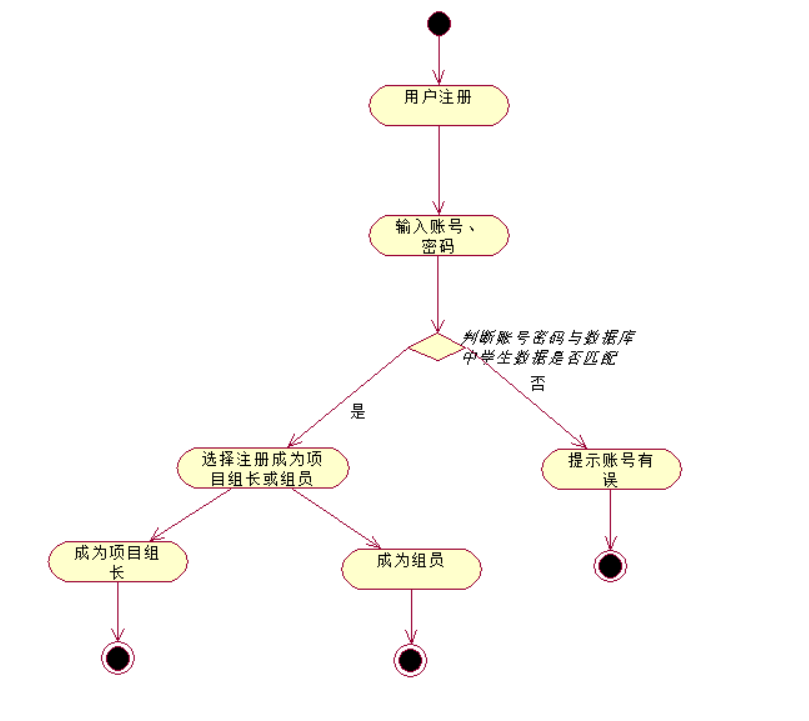 用户注册
输入账号、
密码
判断账号密码与数据库
中学生数据是否匹配
否
是
选择注册成为项
目组长或组员
提示账号有
误
成为项目组
长
成为组员